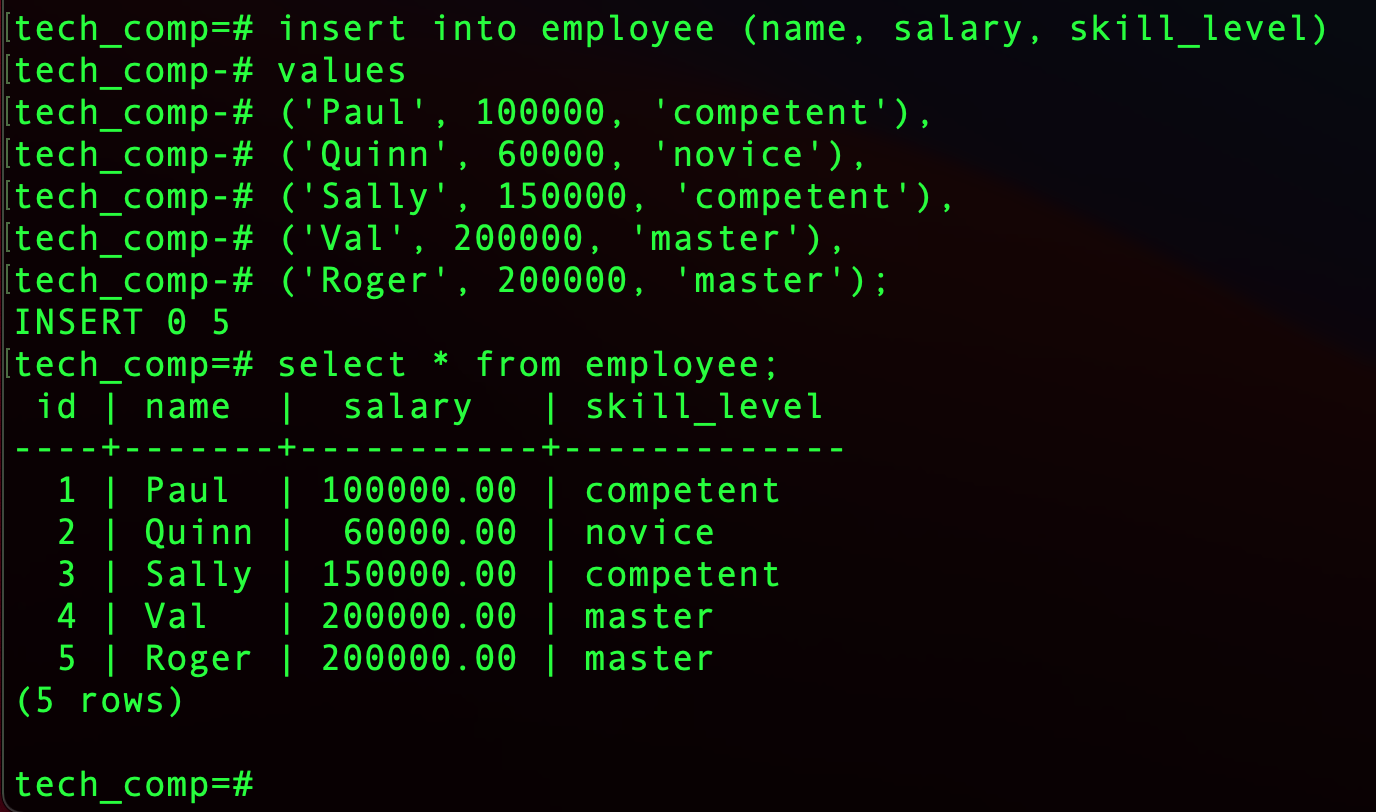 tech_comp=# insert into employee (name, salary, skill_level)
tech_comp-# values
tech_comp-# ('Paul', 100000, 'competent'),
tech_comp-# ('Quinn', 60000, 'novice'),
tech_comp-# ('Sally', 150000, 'competent'),
tech_comp-# ('Val', 200000, 'master'),
tech_comp-# ('Roger', 200000, 'master');
INSERT 0 5
tech_comp=# select * from employee;
 id | name  |  salary   | skill_level
----+-------+-----------+-------------
  1 | Paul  | 100000.00 | competent
  2 | Quinn |  60000.00 | novice
  3 | Sally | 150000.00 | competent
  4 | Val   | 200000.00 | master
  5 | Roger | 200000.00 | master
(5 rows)

tech_comp=#